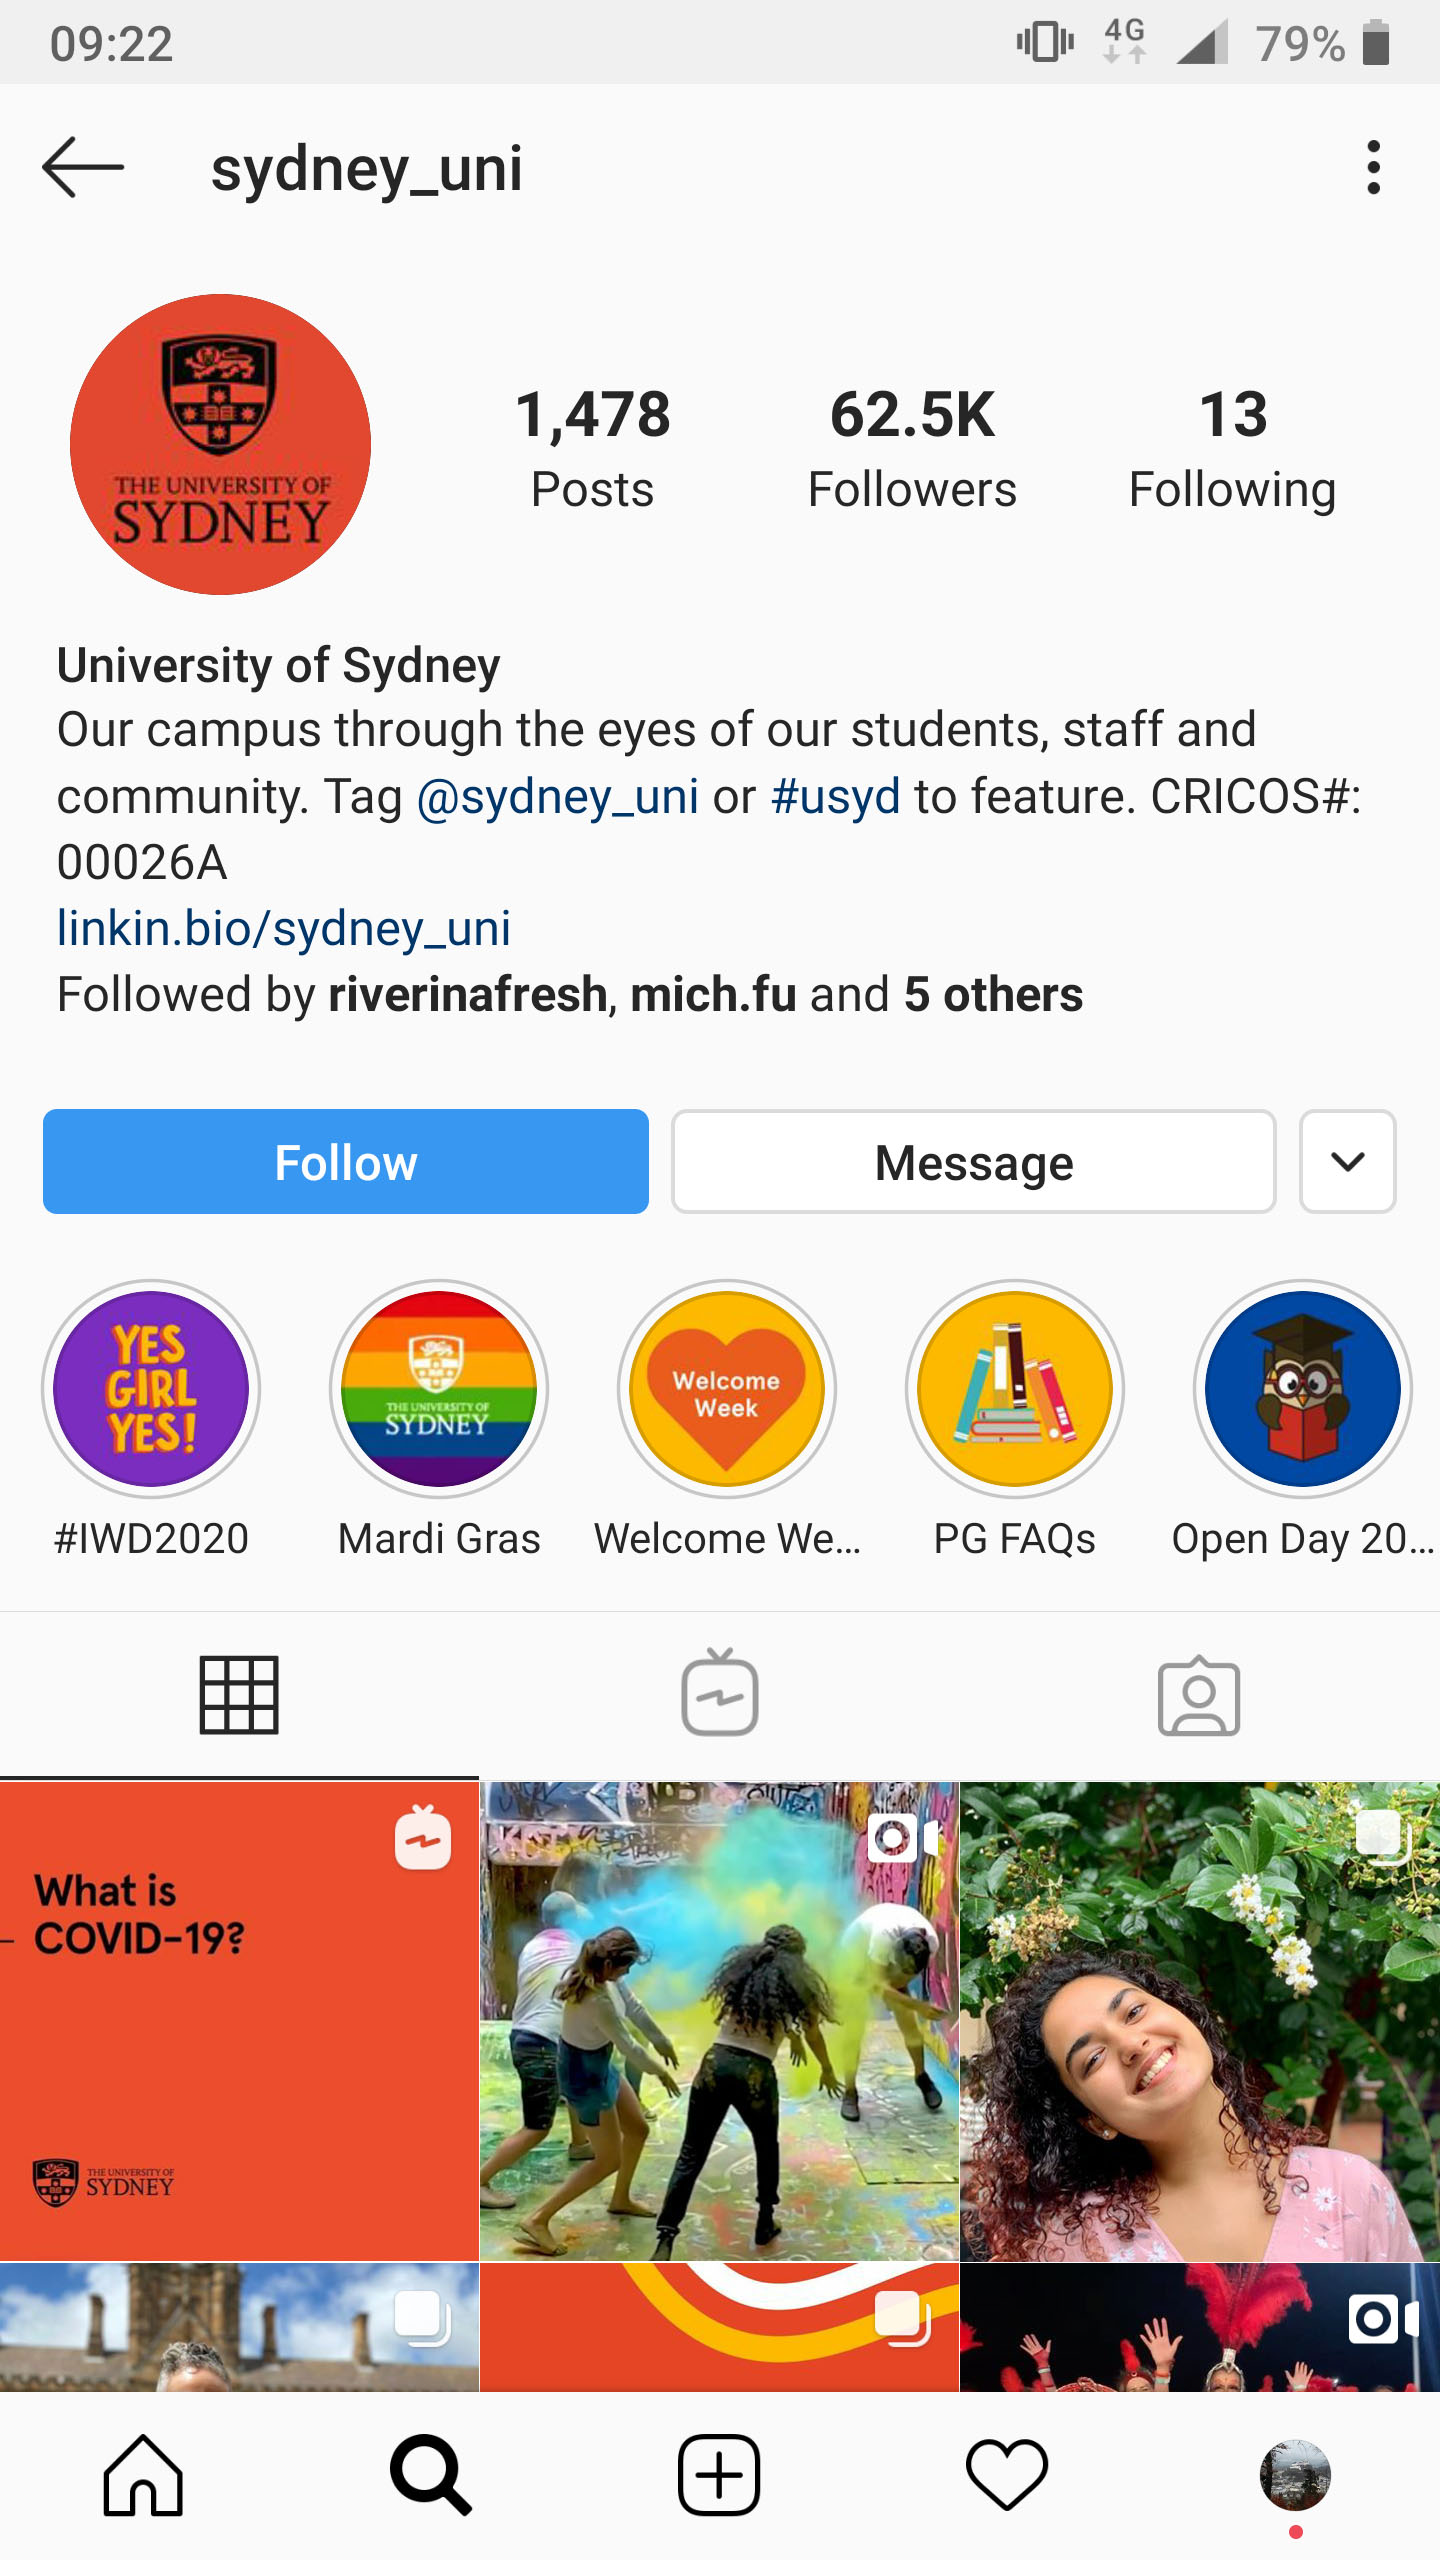 09:22
4G
79%
sydney_uni
THE UNIVERSITY OF
SYDNEY
1,478
62.5K
13
Posts
Followers
Following
University of Sydney
Our campus through the eyes of our students, staff and
community. Tag @sydney_uni or #usyd to feature. CRICOS#:
00026A
linkin.bio/sydney_uni
Followed by riverinafresh, mich.fu and 5 others
Follow
Message
YES
GIRL
YES!
THE UNIVERSITY OF
SYDNEY
Welcome
Week
#IWD2020
Mardi Gras
Welcome We...
PG FAQs
Open Day 20...
What is
COVID-19?
THE UNIVERSITY OF
SYDNEY